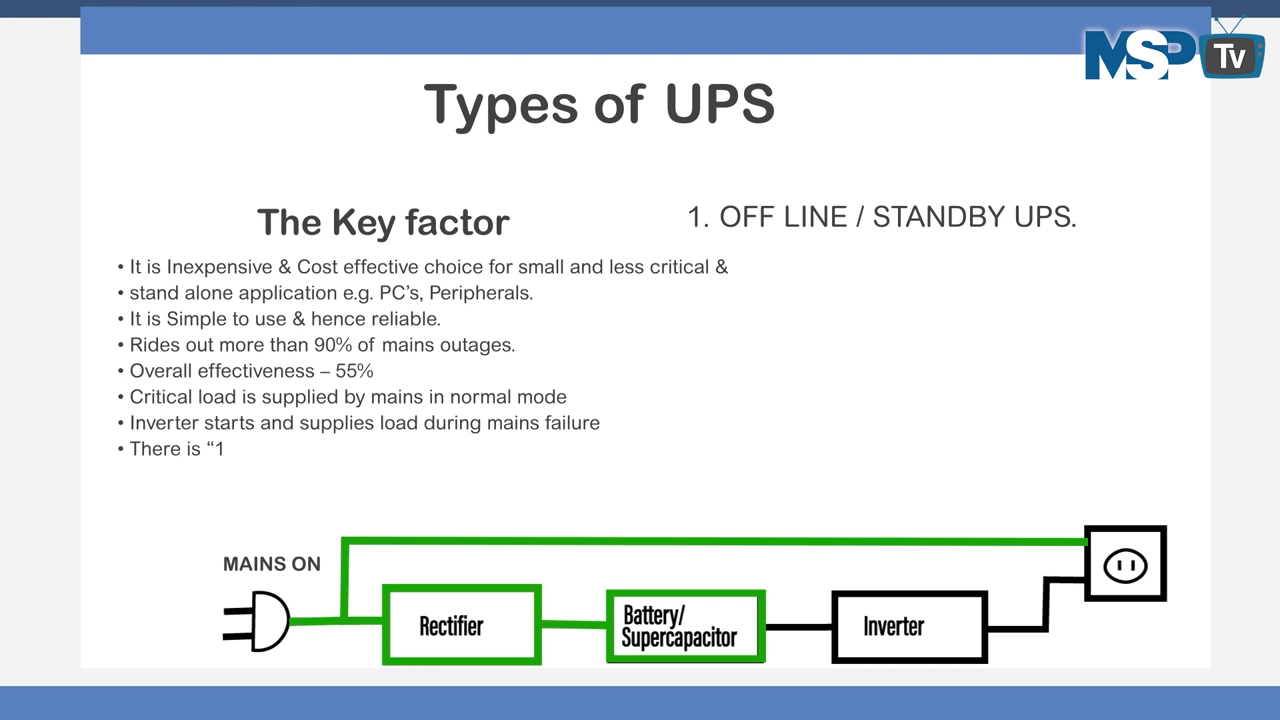 MSP Tv
Types of UPS
The Key factor
1. OFF LINE / STANDBY UPS.
• It is Inexpensive & Cost effective choice for small and less critical &
• stand alone application e.g. PC’s, Peripherals.
• It is Simple to use & hence reliable.
• Rides out more than 90% of mains outages.
• Overall effectiveness – 55%
• Critical load is supplied by mains in normal mode
• Inverter starts and supplies load during mains failure
• There is “1
MAINS ON
Rectifier
Battery/
Supercapacitor
Inverter